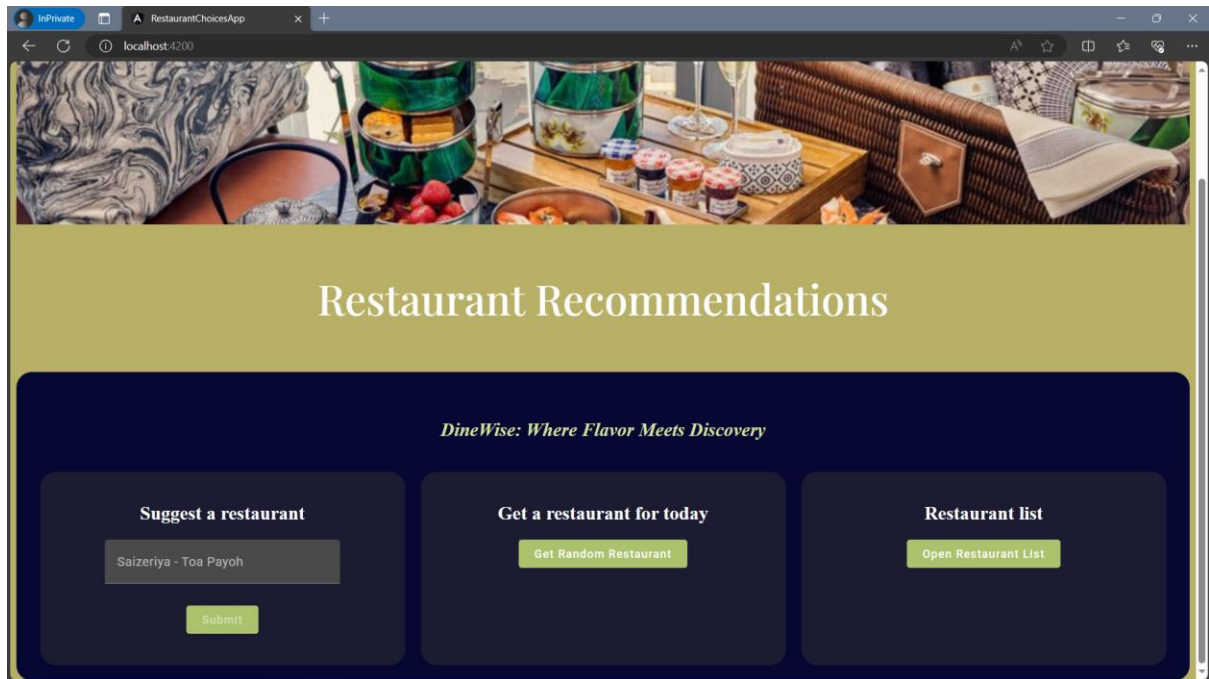 InPrivate
RestaurantChoicesApp
localhost:4200
Restaurant Recommendations
DineWise: Where Flavor Meets Discovery
Suggest a restaurant
Saizeriya - Toa Payoh
Submit
Get a restaurant for today
Get Random Restaurant
Restaurant list
Open Restaurant List